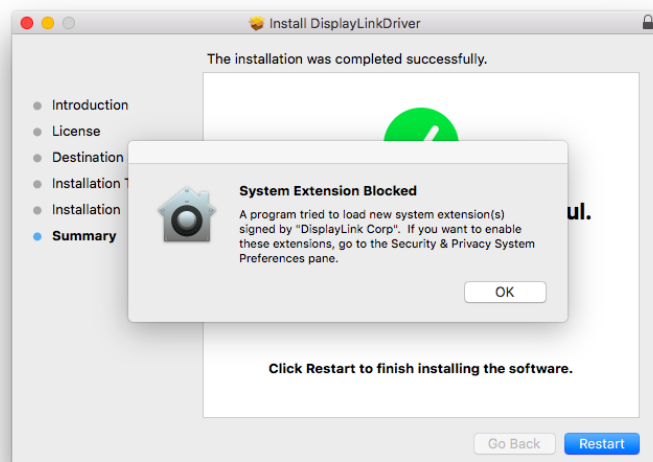 Install DisplayLinkDriver
The installation was completed successfully.
Introduction
License
Destination
Installation T
Installation
Summary
System Extension Blocked
A program tried to load new system extension(s)
signed by "DisplayLink Corp".  If you want to enable
these extensions, go to the Security & Privacy System
Preferences pane.
OK
ul.
Click Restart to finish installing the software.
Go Back
Restart